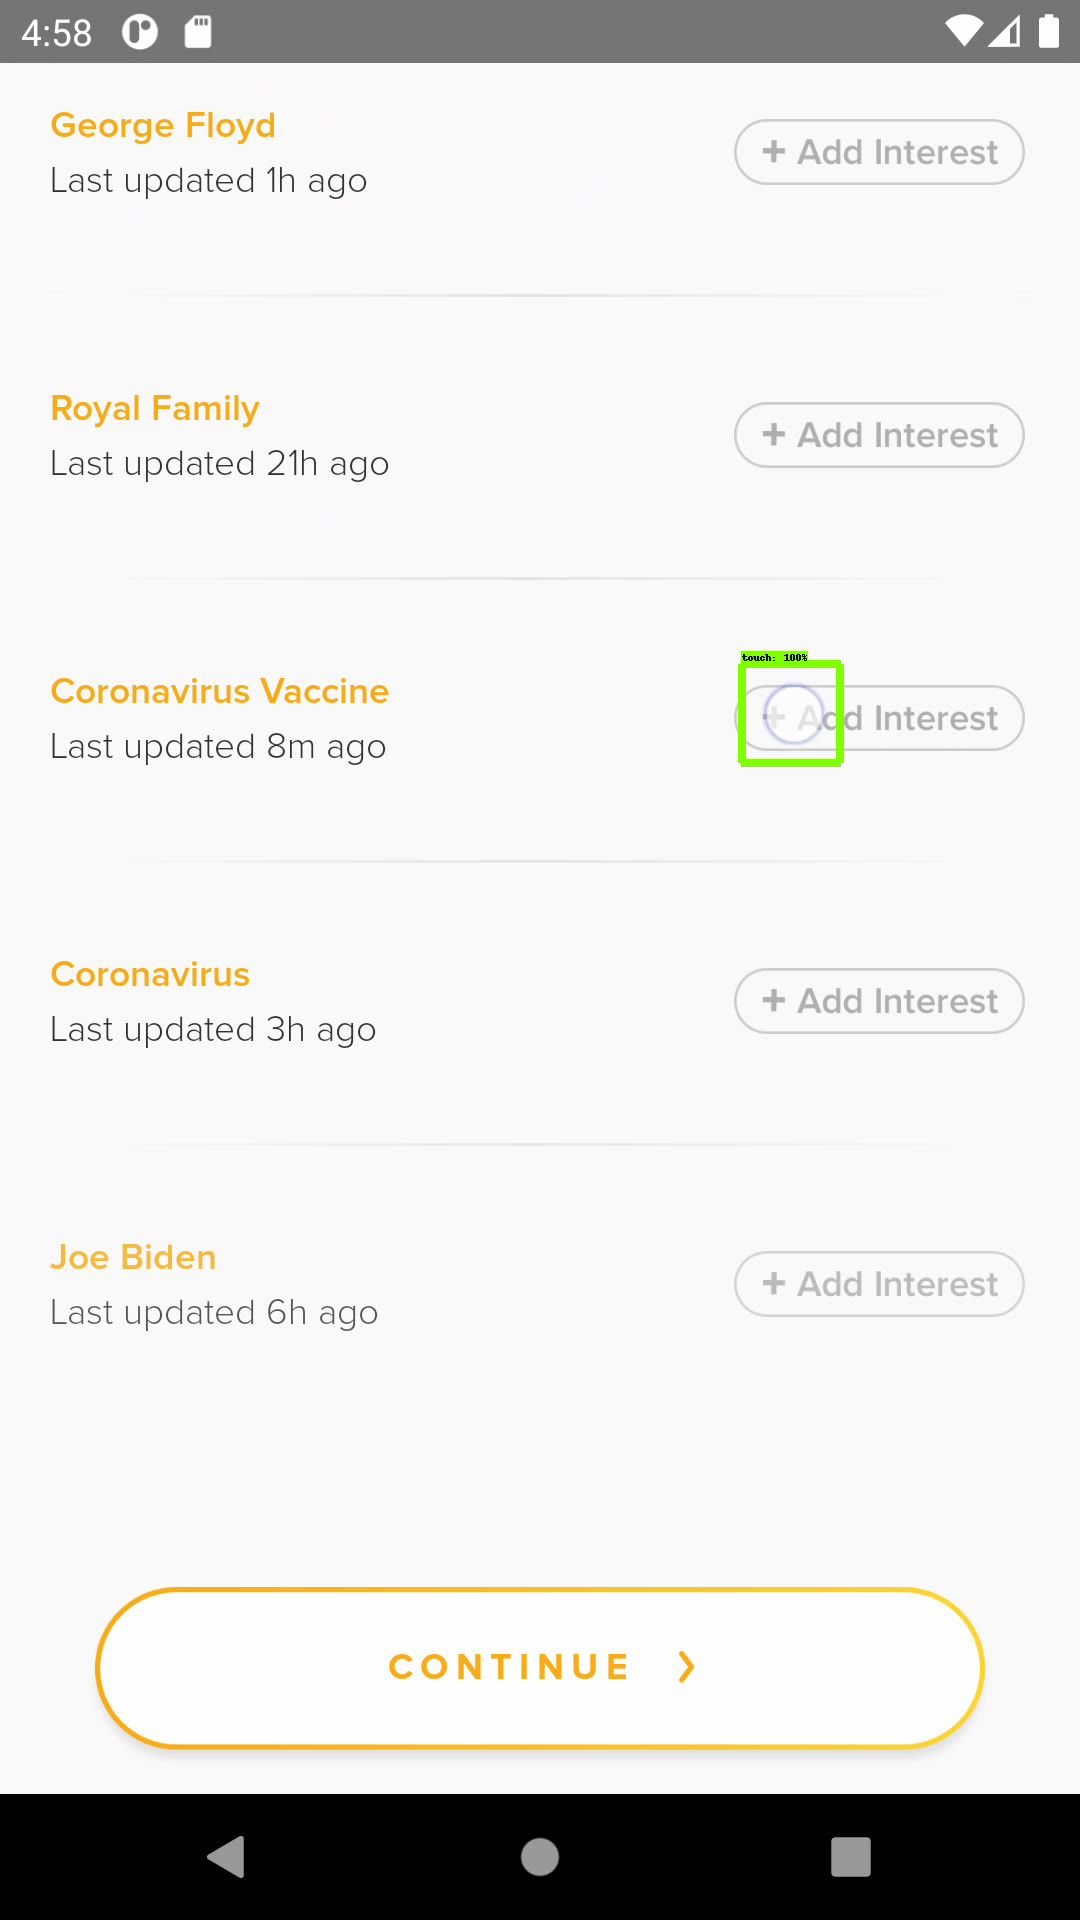 4:58
George Floyd
Last updated 1h ago
+ Add Interest
Royal Family
Last updated 21h ago
+ Add Interest
touch: 100%
Coronavirus Vaccine
Last updated 8m ago
+ Add Interest
Coronavirus
Last updated 3h ago
+ Add Interest
Joe Biden
Last updated 6h ago
+ Add Interest
CONTINUE